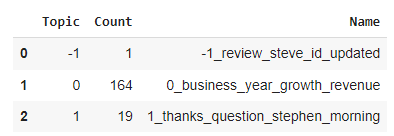 Topic Count Name
0 -1 1 -1_review_steve_id_updated
1 0 164 0_business_year_growth_revenue
2 1 19 1_thanks_question_stephen_morning